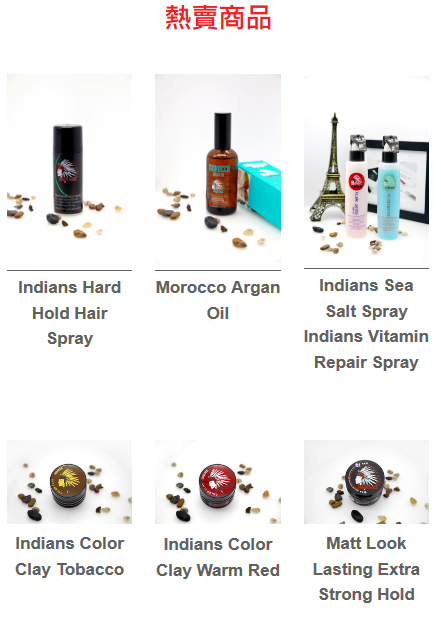 熱賣商品
Indians Hard
Hold Hair
Spray
Morocco Argan
Oil
Indians Sea
Salt Spray
Indians Vitamin
Repair Spray
Indians Color
Clay Tobacco
Indians Color
Clay Warm Red
Matt Look
Lasting Extra
Strong Hold